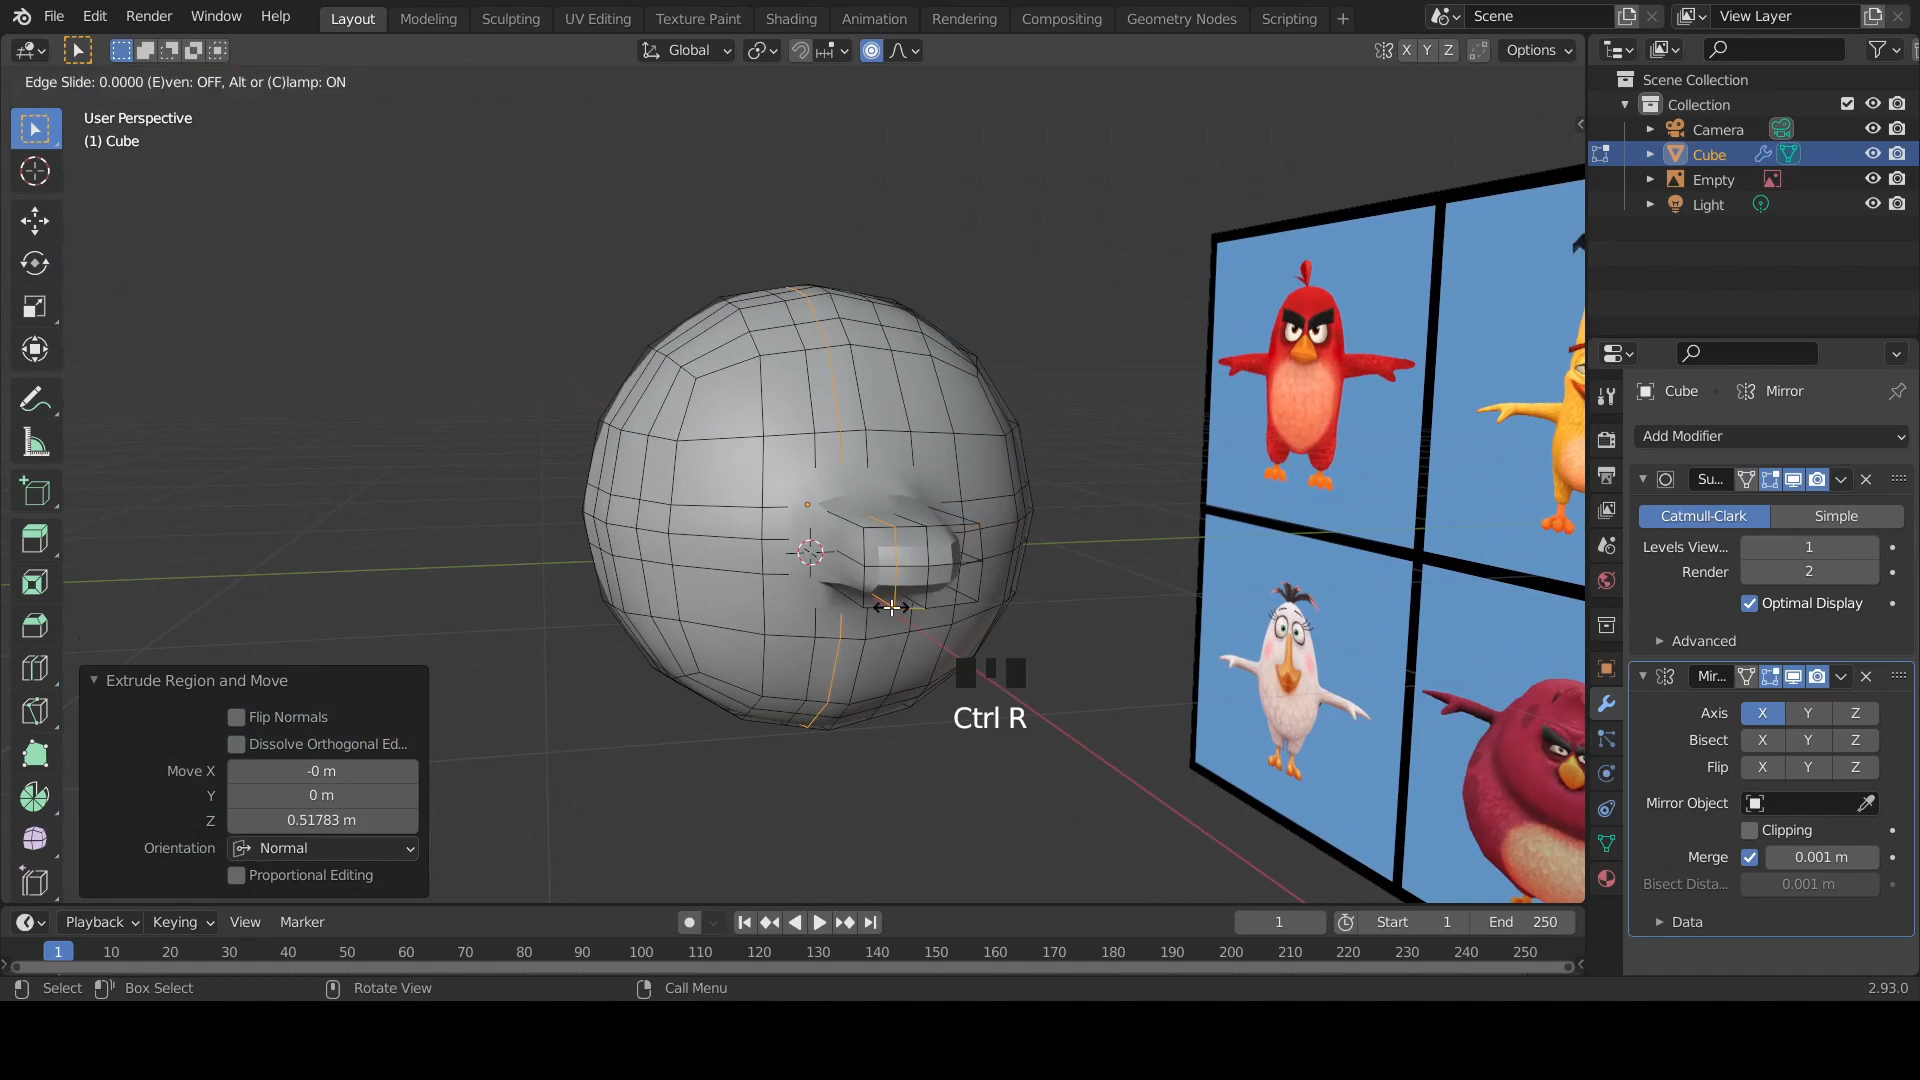 File Edit Render Window Help Layout Modeling Sculpting UV Editing Texture Paint Shading Animation Rendering Compositing Geometry Nodes Scripting + Scene View Layer
Global X Y Z Options
Edge Slide: 0.0000 (E)ven: OFF, Alt or (C)lamp: ON
User Perspective
(1) Cube
Scene Collection
Collection
Camera
Cube
Empty
Light
Cube Mirror
Add Modifier
Su...
Catmull-Clark Simple
Levels View... 1
Render 2
Optimal Display
Advanced
Mir...
Axis X Y Z
Bisect X Y Z
Flip X Y Z
Mirror Object
Clipping
Merge 0.001 m
Bisect Dista... 0.001 m
Data
Ctrl R
Extrude Region and Move
Flip Normals
Dissolve Orthogonal Ed...
Move X -0 m
Y 0 m
Z 0.51783 m
Orientation Normal
Proportional Editing
Playback Keying View Marker 1 Start 1 End 250
1 10 20 30 40 50 60 70 80 90 100 110 120 130 140 150 160 170 180 190 200 210 220 230 240 250
Select Box Select Rotate View Call Menu 2.93.0